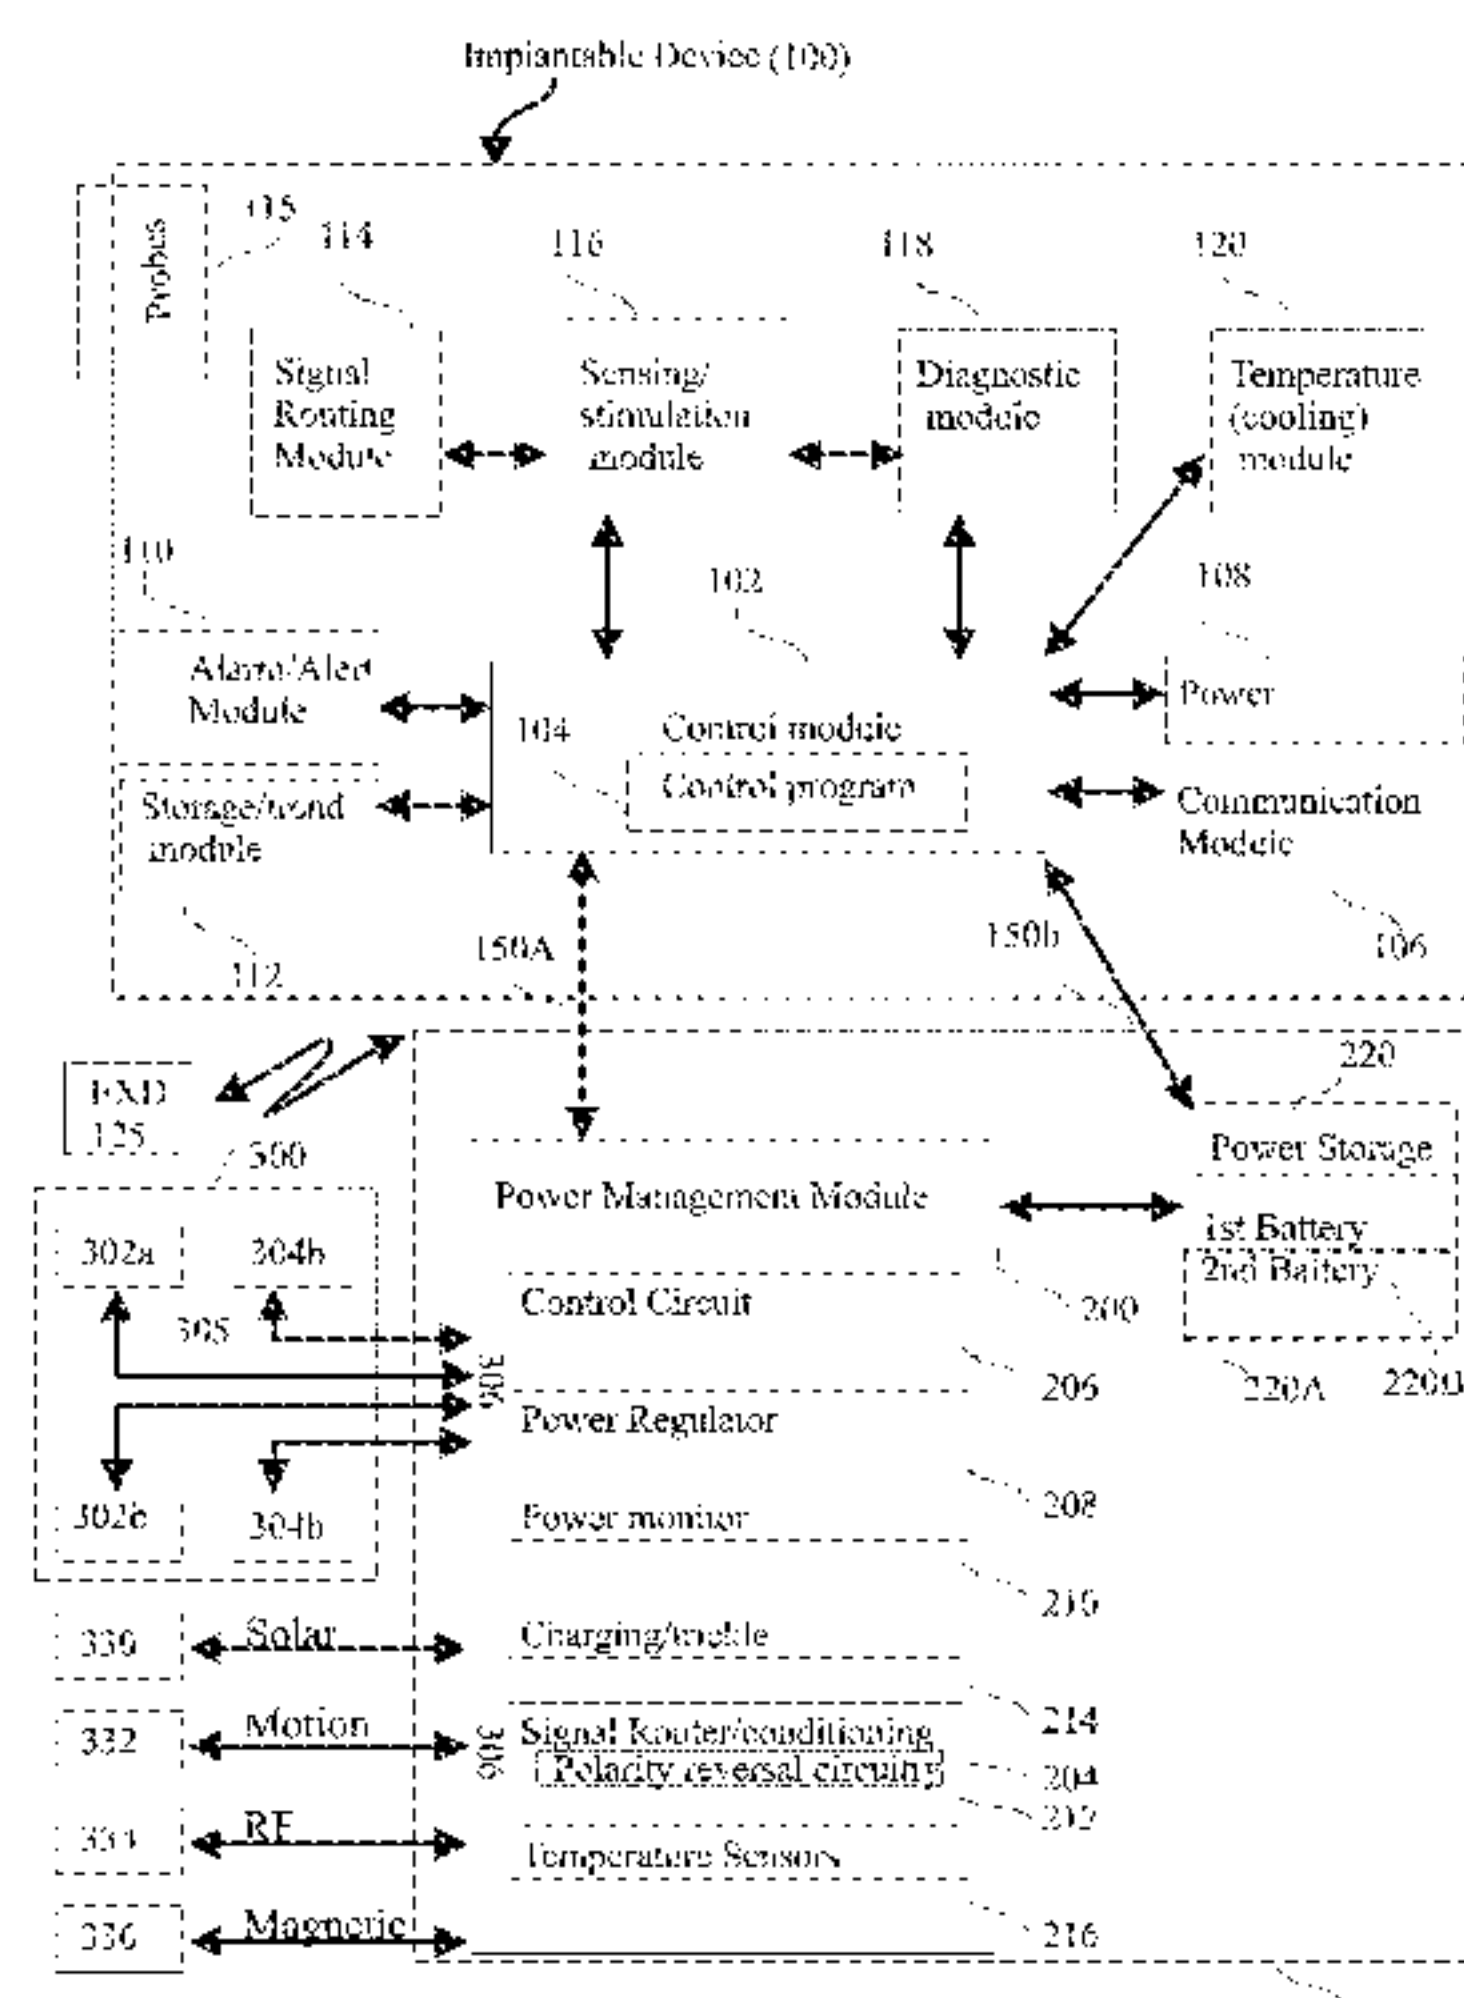 Implantable Device (100)
115
114
116
118
120
Probes
Signal
Routing
Module
Sensing/
stimulation
module
Diagnostic
module
Temperature
(cooling)
module
110
102
108
Alarm/Alert
Module
104
Control module
Control program
Power
Storage/trend
module
Communication
Module
112
150A
150b
106
EXD
125
300
220
Power Storage
Power Management Module
1st Battery
2nd Battery
302a
304b
305
Control Circuit
200
306
206
220A
220B
Power Regulator
208
302b
304b
Power monitor
210
330
Solar
Charging/trickle
214
332
Motion
306
Signal Router/conditioning
Polarity reversal circuitry
204
212
334
RF
Temperature Sensors
336
Magnetic
216